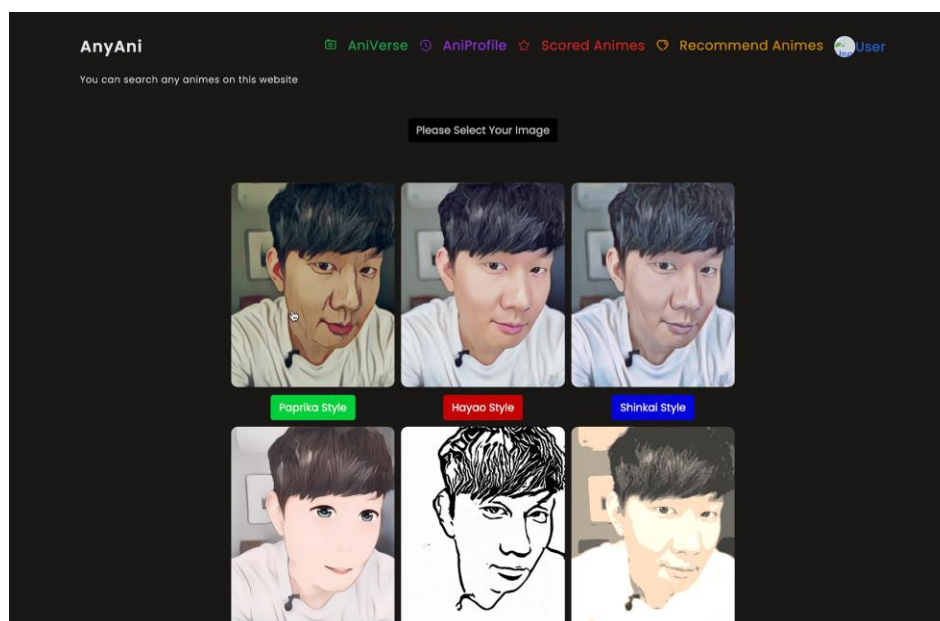 AnyAni
AniVerse AniProfile Scored Animes Recommend Animes User
You can search any animes on this website
Please Select Your Image
Paprika Style Hayao Style Shinkai Style